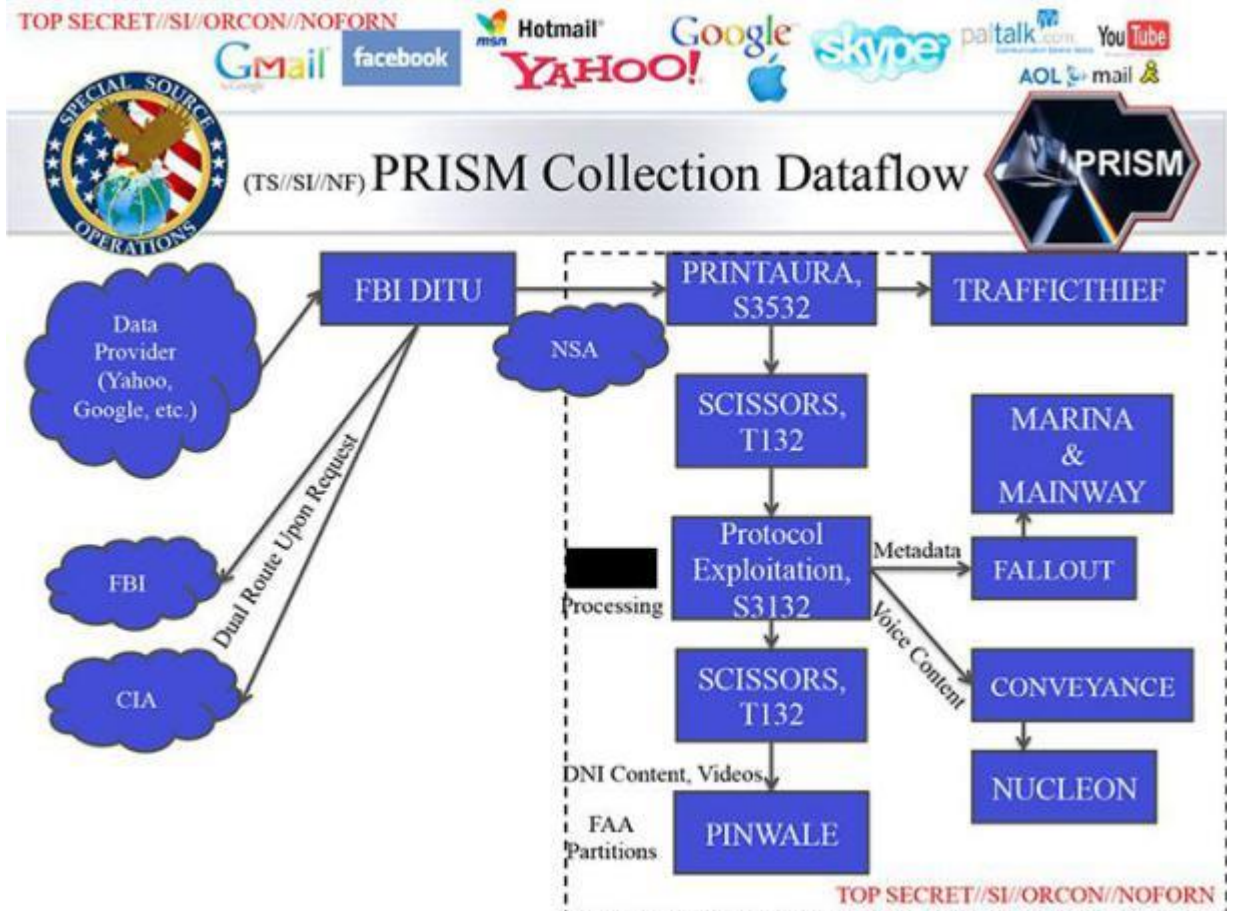 TOP SECRET//SI//ORCON//NOFORN
msn Hotmail
Google
paltalk.com
YouTube
Gmail
facebook
YAHOO!
skype
AOL mail
SPECIAL SOURCE OPERATIONS
(TS//SI//NF) PRISM Collection Dataflow
PRISM
Data
Provider
(Yahoo,
Google, etc.)
FBI DITU
NSA
PRINTAURA,
S3532
TRAFFICTHIEF
SCISSORS,
T132
MARINA
&
MAINWAY
Dual Route Upon Request
FBI
CIA
Processing
Protocol
Exploitation,
S3132
Metadata
FALLOUT
Voice Content
SCISSORS,
T132
CONVEYANCE
NUCLEON
DNI Content, Videos
FAA
Partitions
PINWALE
TOP SECRET//SI//ORCON//NOFORN